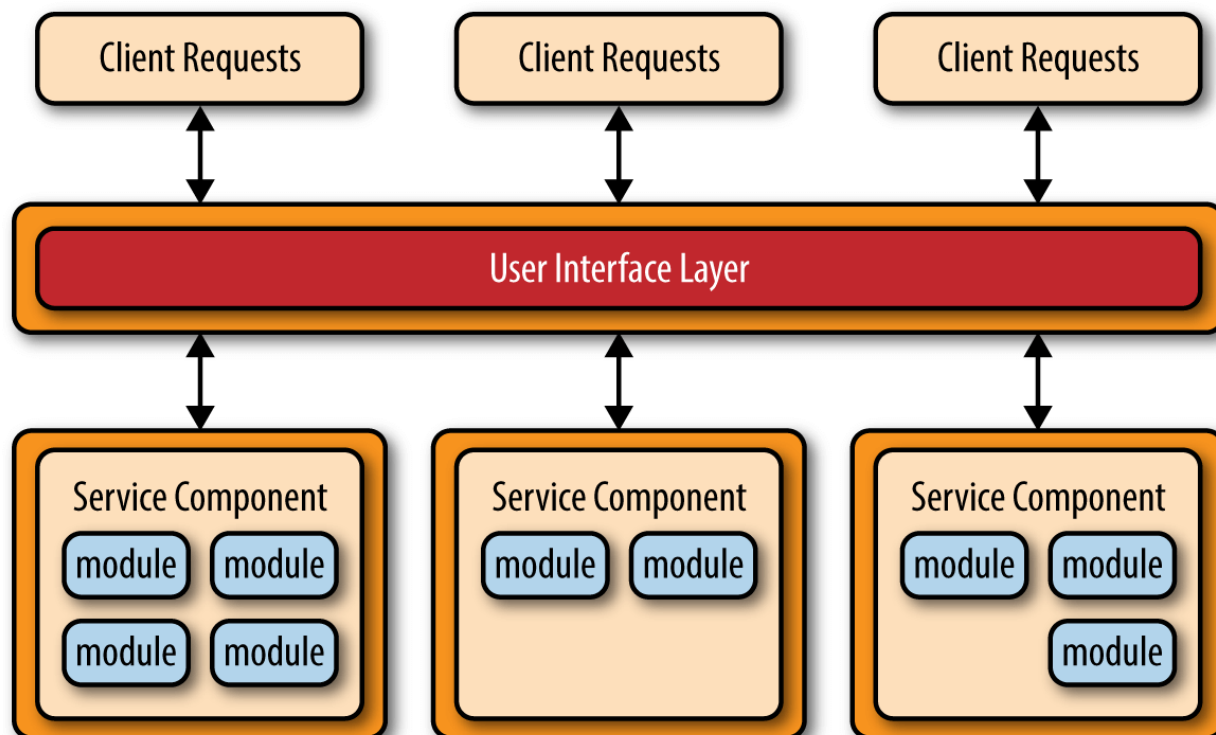 Client Requests
Client Requests
Client Requests
User Interface Layer
Service Component
module module
module module
Service Component
module module
Service Component
module module
module